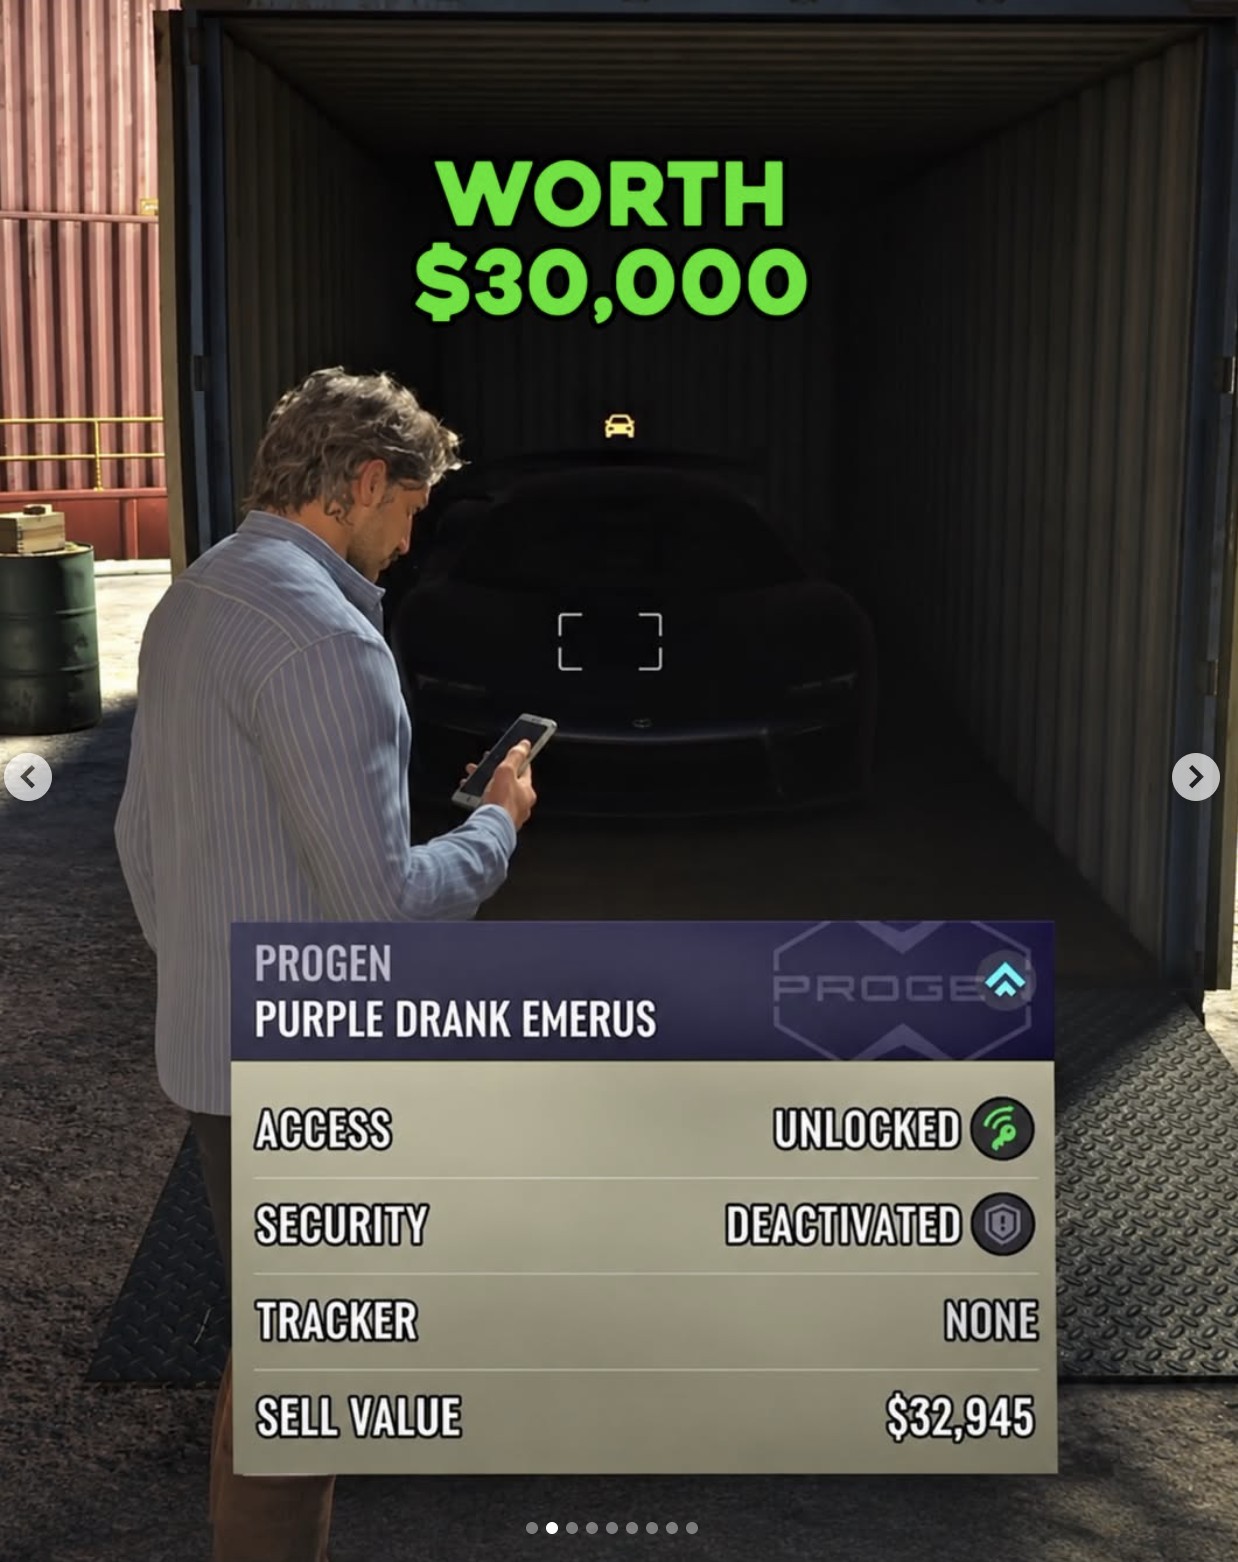 WORTH
$30,000
PROGEN
PROGEN
PURPLE DRANK EMERUS
ACCESS UNLOCKED
SECURITY DEACTIVATED
TRACKER NONE
SELL VALUE $32,945